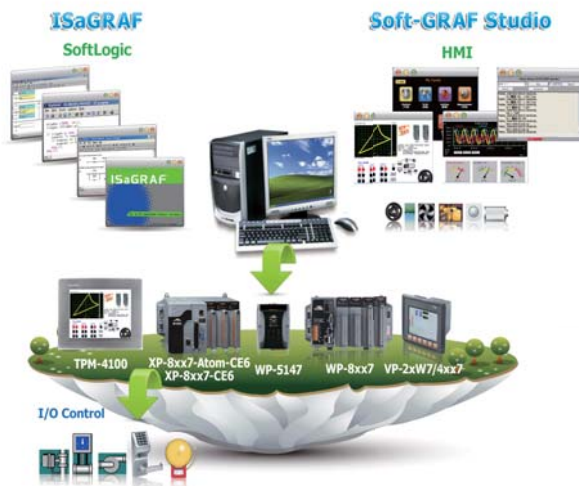 ISaGRAF
SoftLogic
Soft-GRAF Studio
HMI
ISaGRAF
TPM-4100
XP-8xx7-Atom-CE6
XP-8xx7-CE6
WP-5147
WP-8xx7
VP-2xW7/4xx7
I/O Control